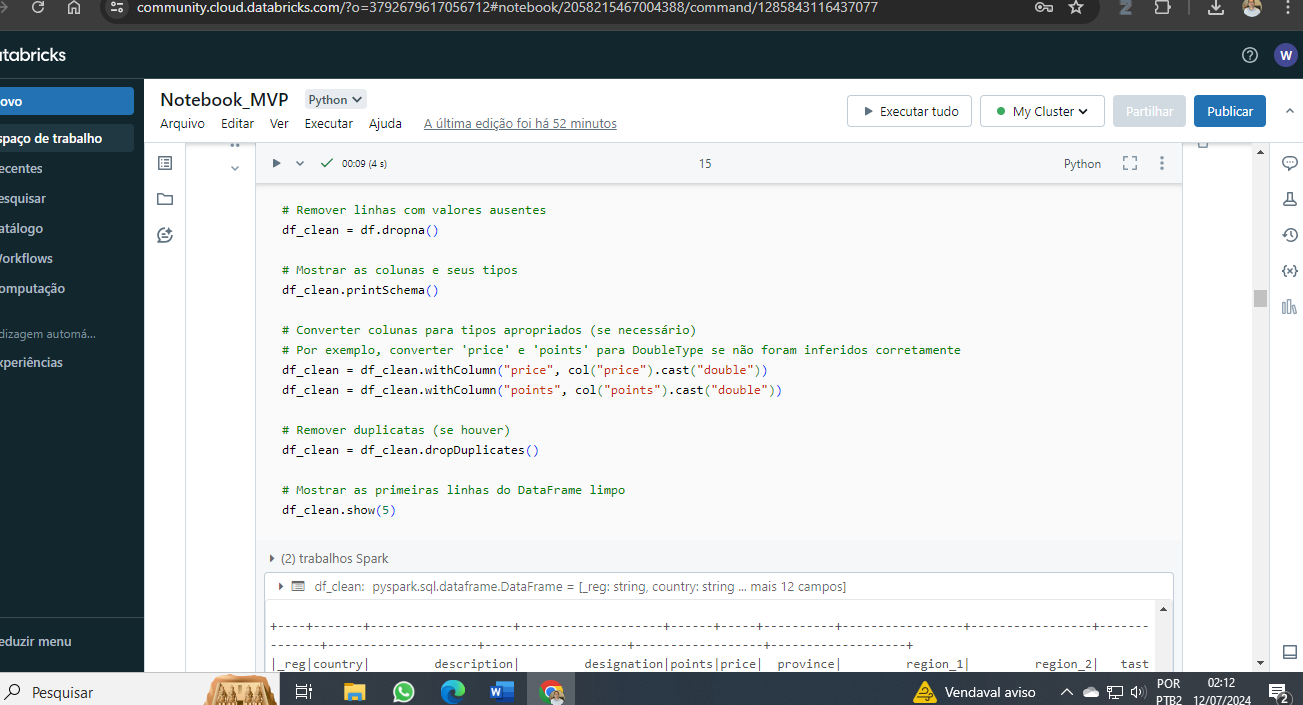 community.cloud.databricks.com/?o=3792679617056712#notebook/2058215467004388/command/1285843116437077
tabricks
W
ovo
spaço de trabalho
ecentes
esquisar
atálogo
Workflows
omputação
dizagem automá...
xperiências
eduzir menu
Notebook_MVP
Python
Arquivo Editar Ver Executar Ajuda A última edição foi há 52 minutos
Executar tudo
My Cluster
Partilhar
Publicar
00:09 (4 s)
15
Python
# Remover linhas com valores ausentes
df_clean = df.dropna()
# Mostrar as colunas e seus tipos
df_clean.printSchema()
# Converter colunas para tipos apropriados (se necessário)
# Por exemplo, converter 'price' e 'points' para DoubleType se não foram inferidos corretamente
df_clean = df_clean.withColumn("price", col("price").cast("double"))
df_clean = df_clean.withColumn("points", col("points").cast("double"))
# Remover duplicatas (se houver)
df_clean = df_clean.dropDuplicates()
# Mostrar as primeiras linhas do DataFrame limpo
df_clean.show(5)
(2) trabalhos Spark
df_clean: pyspark.sql.dataframe.DataFrame = [_reg: string, country: string ... mais 12 campos]
+----+-------+--------------------+--------------------+------+-----+----------+-----------------+-----------------+-------
-------+--------------------+--------------------+------------------+-------------------+
|_reg|country| description| designation|points|price| province| region_1| region_2| tast
Pesquisar
Vendaval aviso
POR
PTB2
02:12
12/07/2024
2